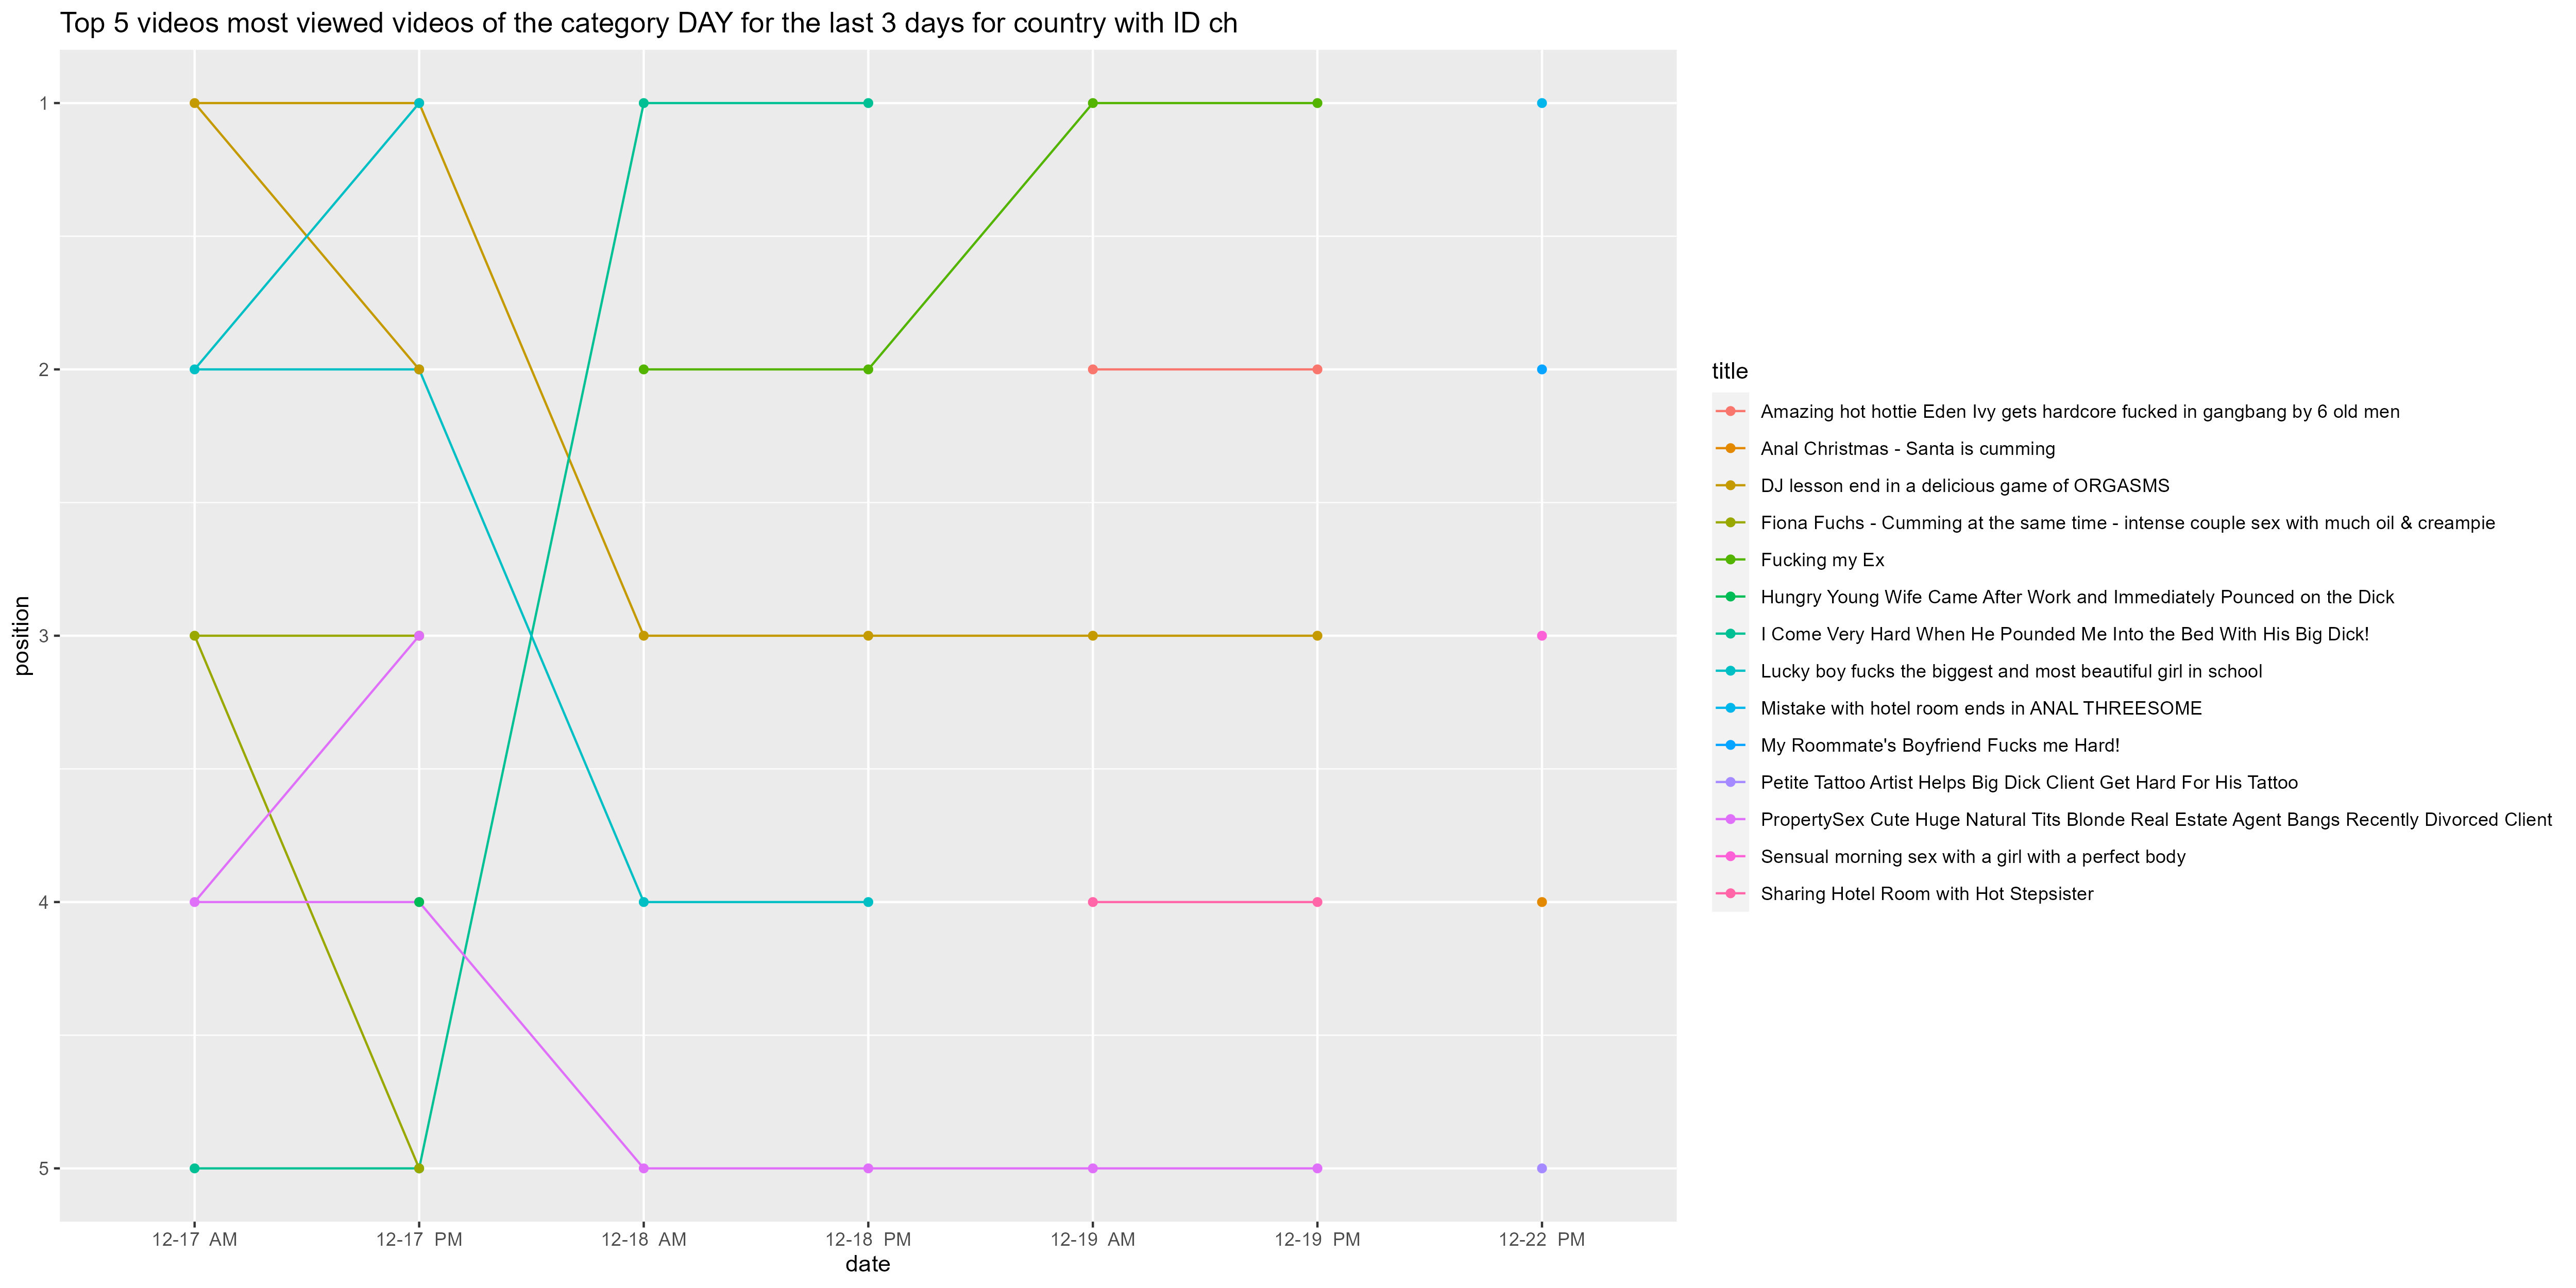 Top 5 videos most viewed videos of the category DAY for the last 3 days for country with ID ch
position
1
2
3
4
5
12-17 AM
12-17 PM
12-18 AM
12-18 PM
12-19 AM
12-19 PM
12-22 PM
date
title
Amazing hot hottie Eden Ivy gets hardcore fucked in gangbang by 6 old men
Anal Christmas - Santa is cumming
DJ lesson end in a delicious game of ORGASMS
Fiona Fuchs - Cumming at the same time - intense couple sex with much oil & creampie
Fucking my Ex
Hungry Young Wife Came After Work and Immediately Pounced on the Dick
I Come Very Hard When He Pounded Me Into the Bed With His Big Dick!
Lucky boy fucks the biggest and most beautiful girl in school
Mistake with hotel room ends in ANAL THREESOME
My Roommate's Boyfriend Fucks me Hard!
Petite Tattoo Artist Helps Big Dick Client Get Hard For His Tattoo
PropertySex Cute Huge Natural Tits Blonde Real Estate Agent Bangs Recently Divorced Client
Sensual morning sex with a girl with a perfect body
Sharing Hotel Room with Hot Stepsister